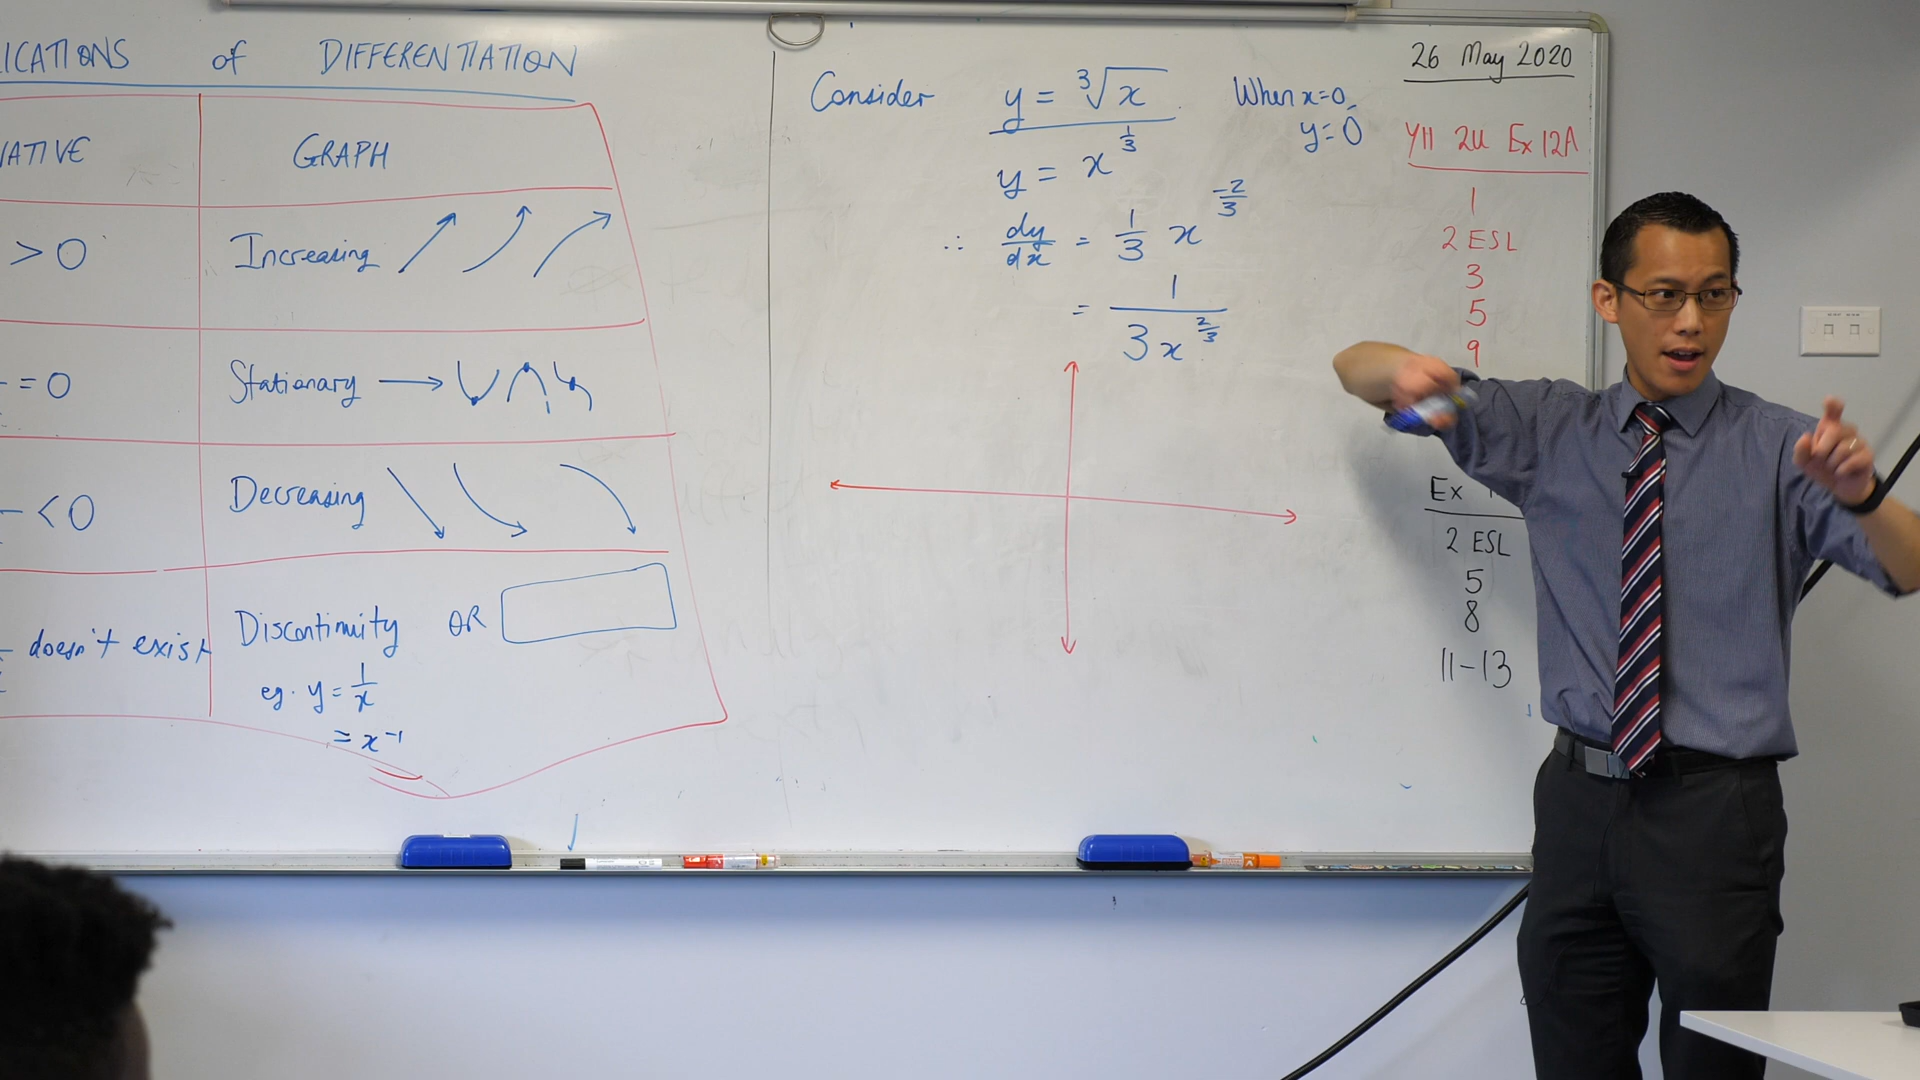 LICATIONS of DIFFERENTIATION
VATIVE GRAPH
> 0 Increasing
= 0 Stationary →
< 0 Decreasing
doesn't exist Discontinuity OR
eg. y = 1/x
= x⁻¹
Consider y = ∛x
When x=0,
y=0
y = x^(1/3)
∴ dy/dx = 1/3 x^(-2/3)
= 1/(3x^(2/3))
26 May 2020
Y11 2U Ex 12A
1
2 ESL
3
5
9
Ex
2 ESL
5
8
11-13